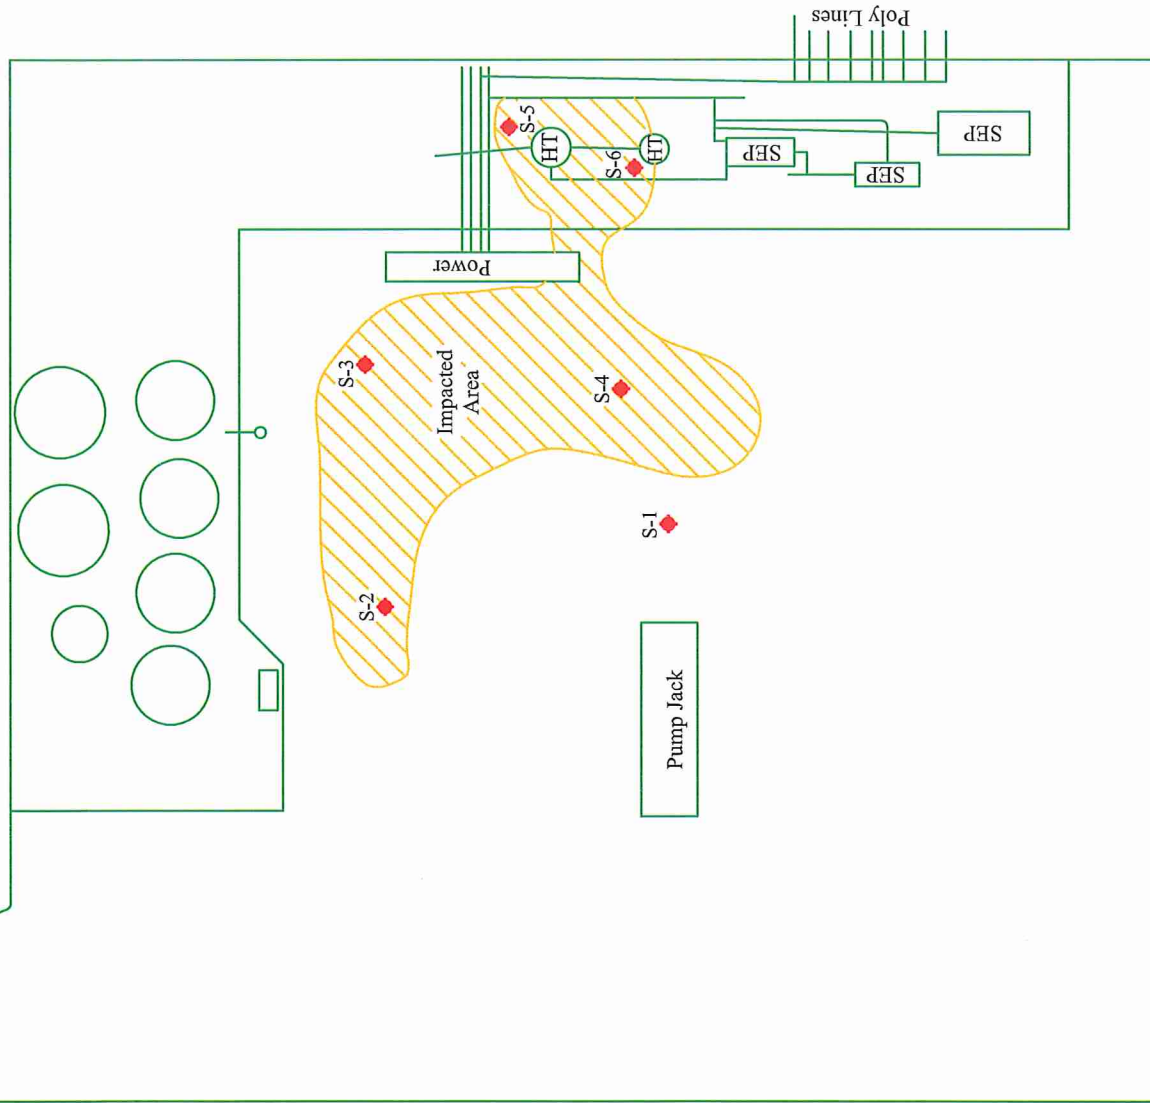 Poly Lines
S-5
HT
HT
S-6
SEP
SEP
SEP
Power
S-3
Impacted
Area
S-4
S-1
S-2
Pump Jack